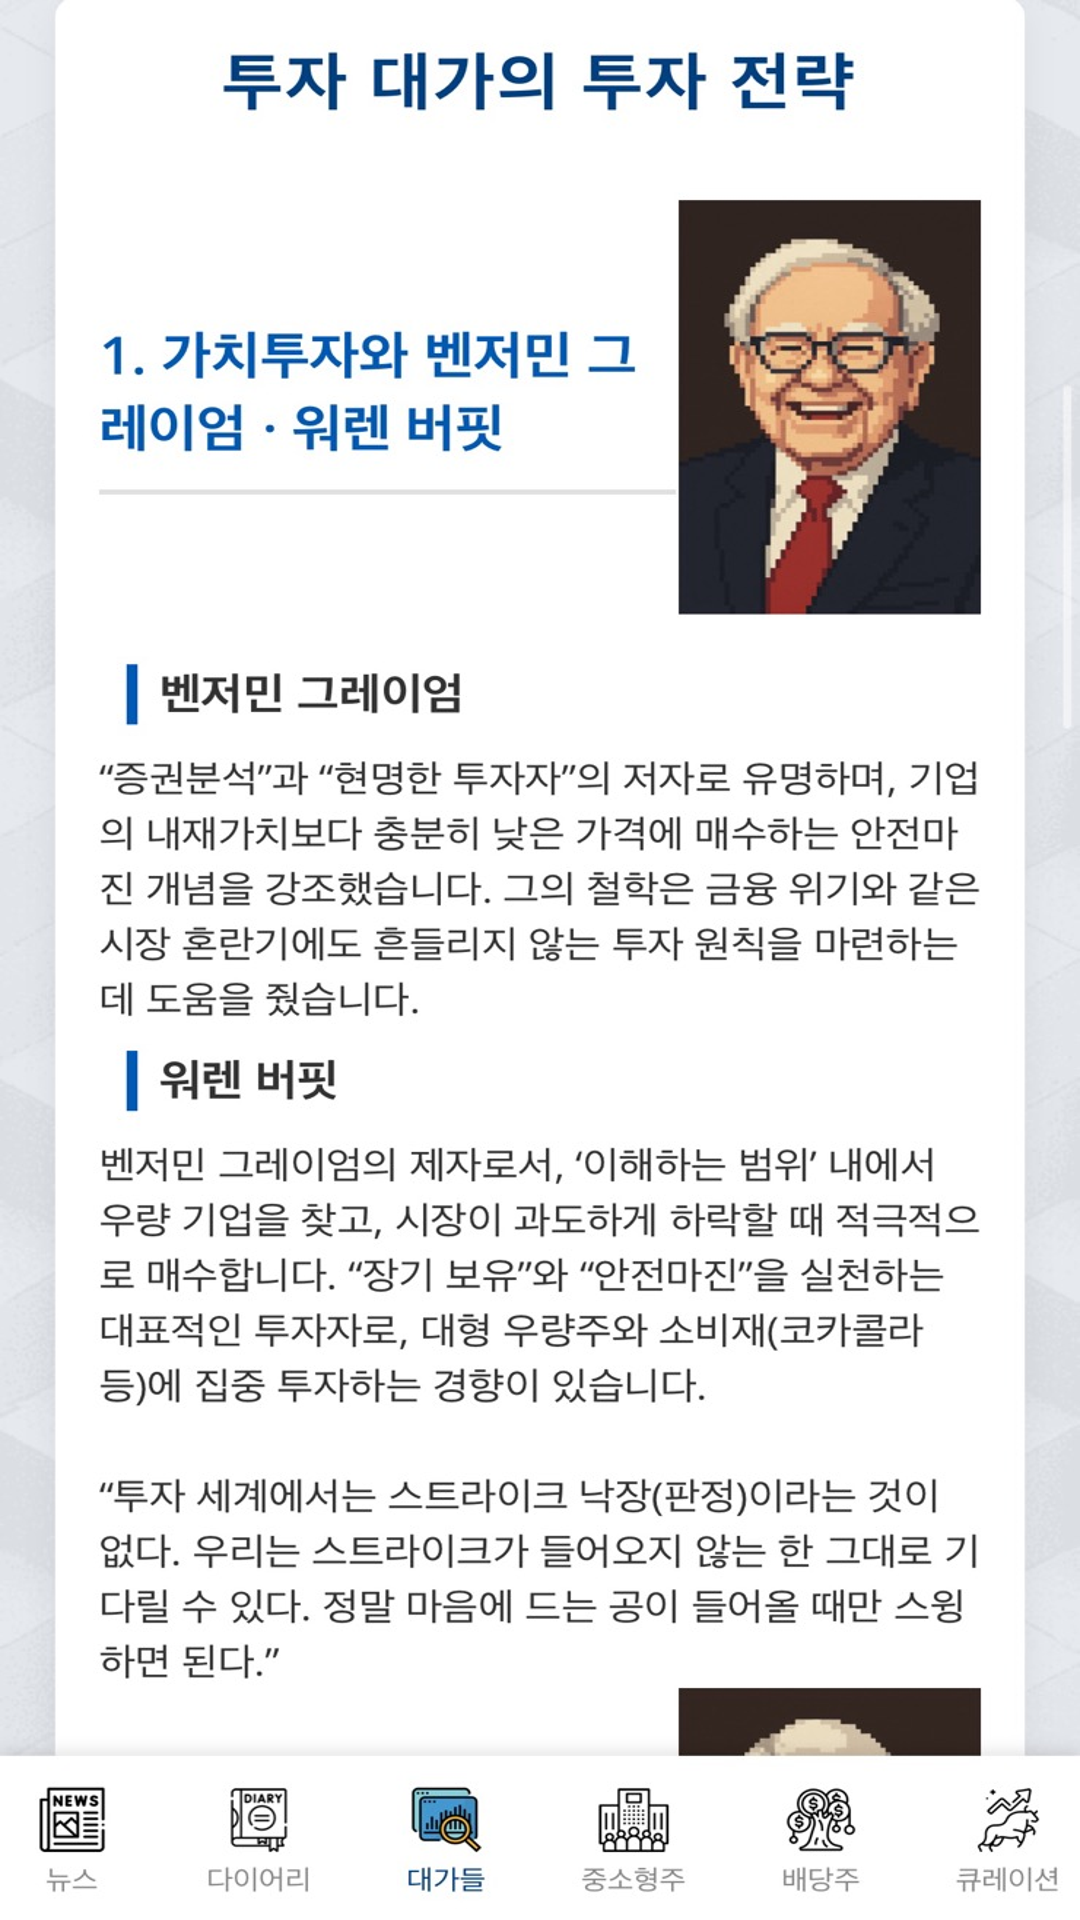 투자 대가의 투자 전략
1. 가치투자와 벤저민 그
레이엄 · 워렌 버핏
벤저민 그레이엄
“증권분석”과 “현명한 투자자”의 저자로 유명하며, 기업
의 내재가치보다 충분히 낮은 가격에 매수하는 안전마
진 개념을 강조했습니다. 그의 철학은 금융 위기와 같은
시장 혼란기에도 흔들리지 않는 투자 원칙을 마련하는
데 도움을 줬습니다.
워렌 버핏
벤저민 그레이엄의 제자로서, ‘이해하는 범위’ 내에서
우량 기업을 찾고, 시장이 과도하게 하락할 때 적극적으
로 매수합니다. “장기 보유”와 “안전마진”을 실천하는
대표적인 투자자로, 대형 우량주와 소비재(코카콜라
등)에 집중 투자하는 경향이 있습니다.
“투자 세계에서는 스트라이크 낙장(판정)이라는 것이
없다. 우리는 스트라이크가 들어오지 않는 한 그대로 기
다릴 수 있다. 정말 마음에 드는 공이 들어올 때만 스윙
하면 된다.”
NEWS
DIARY
뉴스
다이어리
대가들
중소형주
배당주
큐레이션